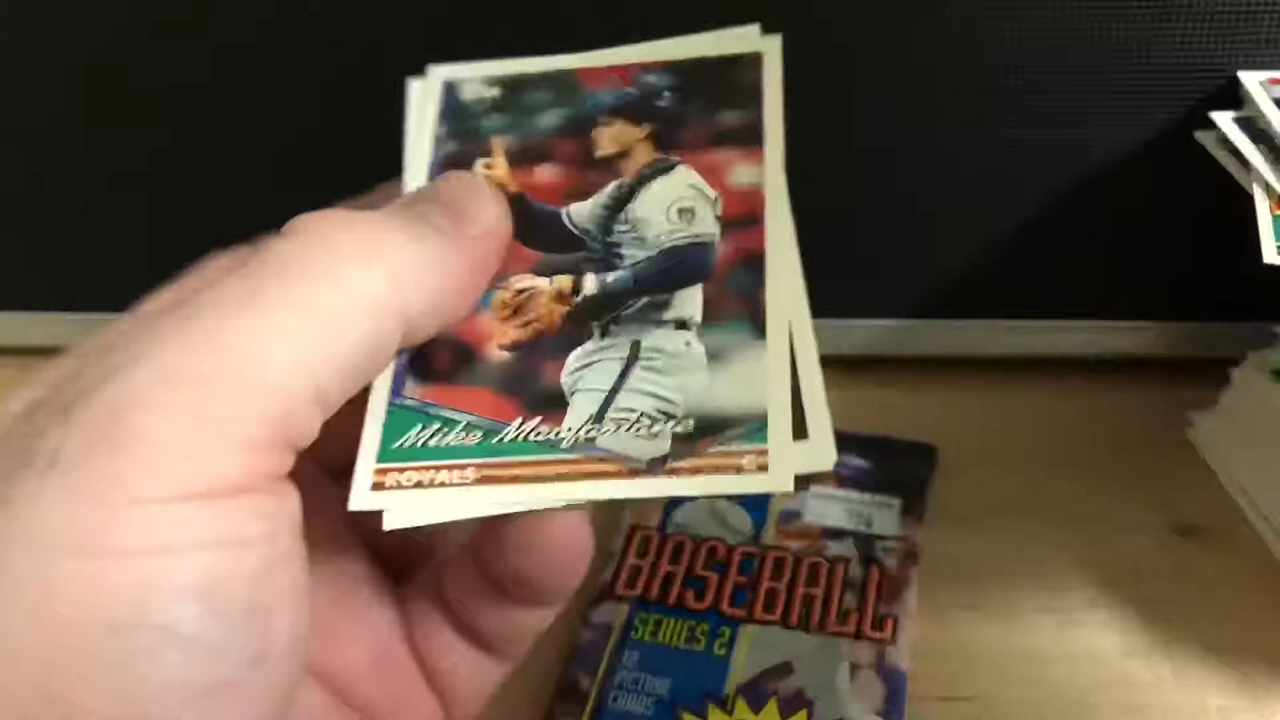 Mike Macfarlane
ROYALS
C
BASEBALL
SERIES 2
12
PICTURE
CARDS